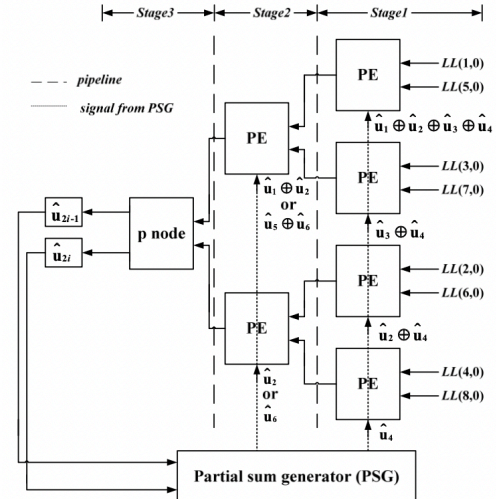 Stage3 Stage2 Stage1
pipeline
signal from PSG
PE
LL(1,0)
LL(5,0)
û₁ ⊕ û₂ ⊕ û₃ ⊕ û₄
PE
û₁ ⊕ û₂
or
û₅ ⊕ û₆
PE
LL(3,0)
LL(7,0)
û₃ ⊕ û₄
û₂ᵢ₋₁
û₂ᵢ
p node
PE
LL(2,0)
LL(6,0)
û₂ ⊕ û₄
PE
û₂
or
û₆
PE
LL(4,0)
LL(8,0)
û₄
Partial sum generator (PSG)